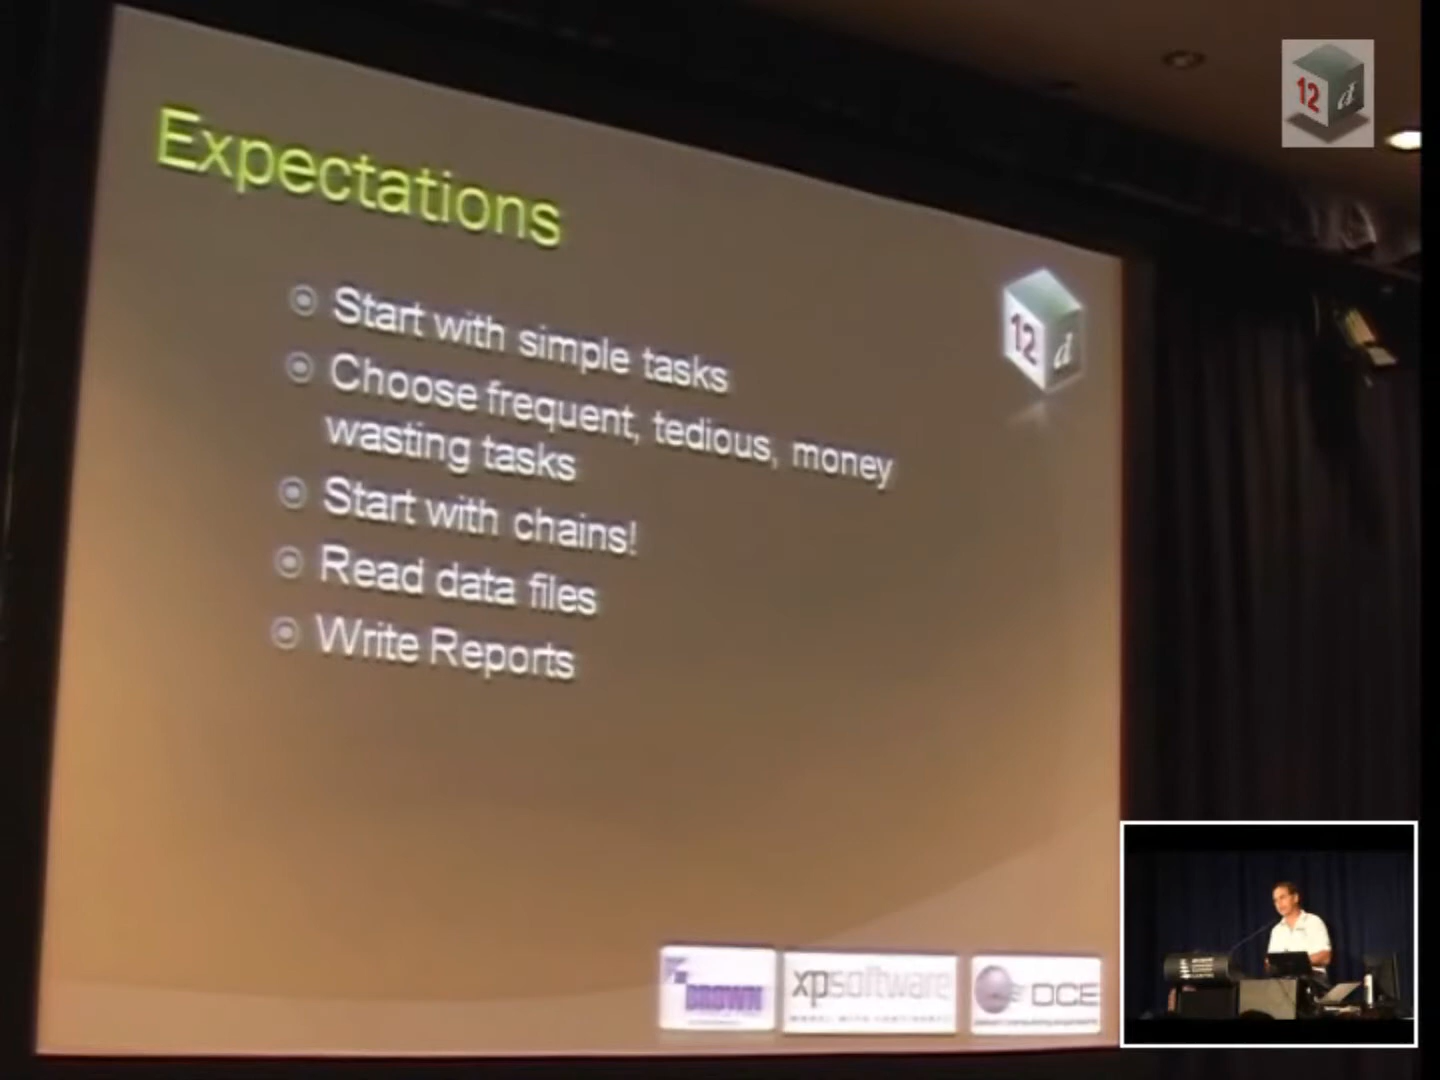 12 d
Expectations
Start with simple tasks
Choose frequent, tedious, money
wasting tasks
Start with chains!
Read data files
Write Reports
12 d
BROWN
xpsoftware
DCE